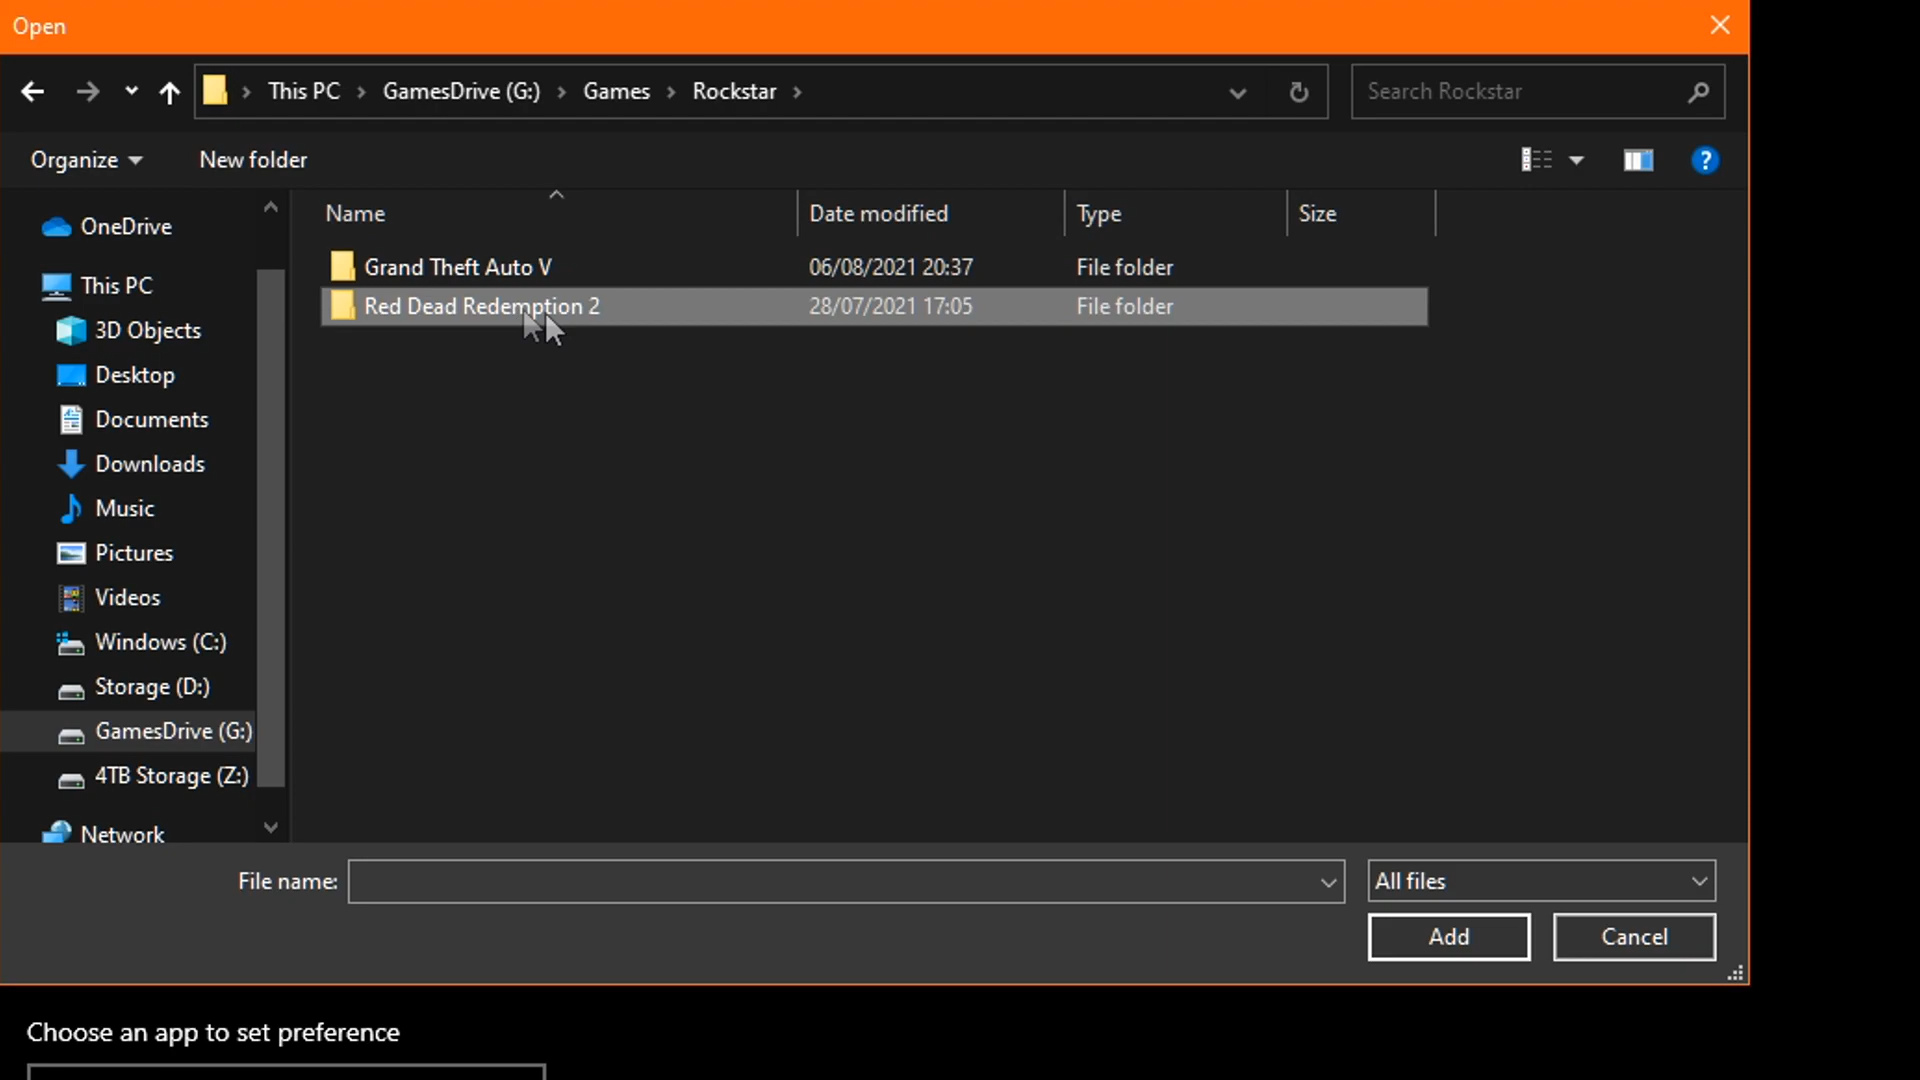 Open
This PC > GamesDrive (G:) > Games > Rockstar >
Search Rockstar
Organize
New folder
?
Name
Date modified
Type
Size
Grand Theft Auto V
06/08/2021 20:37
File folder
Red Dead Redemption 2
28/07/2021 17:05
File folder
OneDrive
This PC
3D Objects
Desktop
Documents
Downloads
Music
Pictures
Videos
Windows (C:)
Storage (D:)
GamesDrive (G:)
4TB Storage (Z:)
Network
File name:
All files
Add
Cancel
Choose an app to set preference